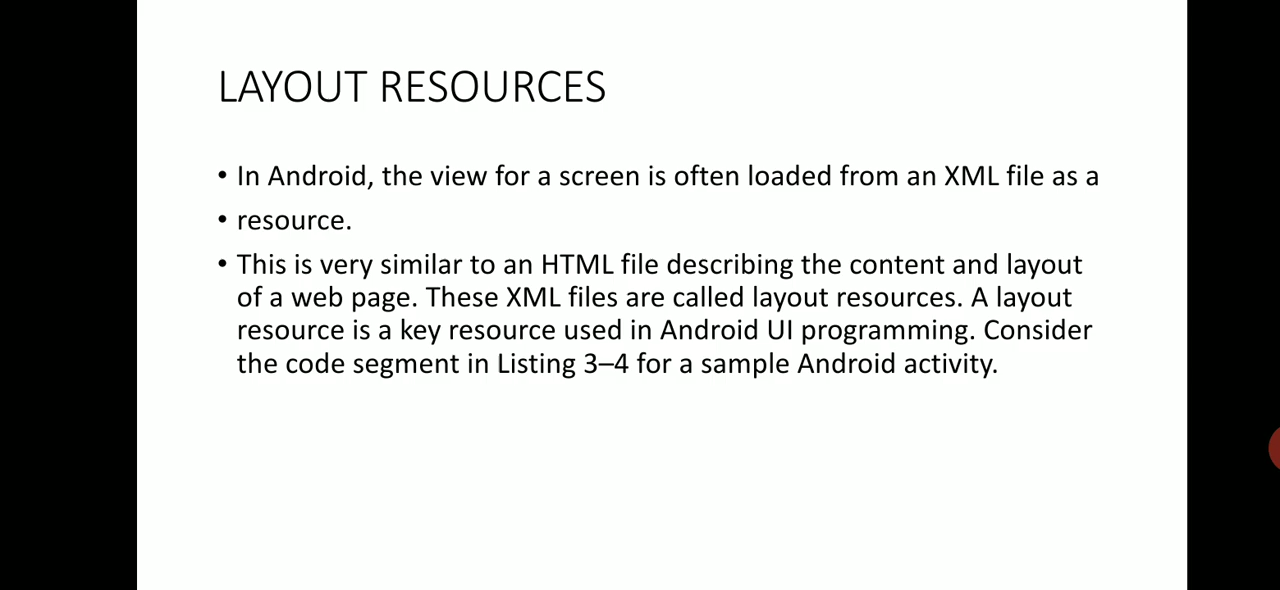 LAYOUT RESOURCES
• In Android, the view for a screen is often loaded from an XML file as a
• resource.
• This is very similar to an HTML file describing the content and layout
of a web page. These XML files are called layout resources. A layout
resource is a key resource used in Android UI programming. Consider
the code segment in Listing 3–4 for a sample Android activity.